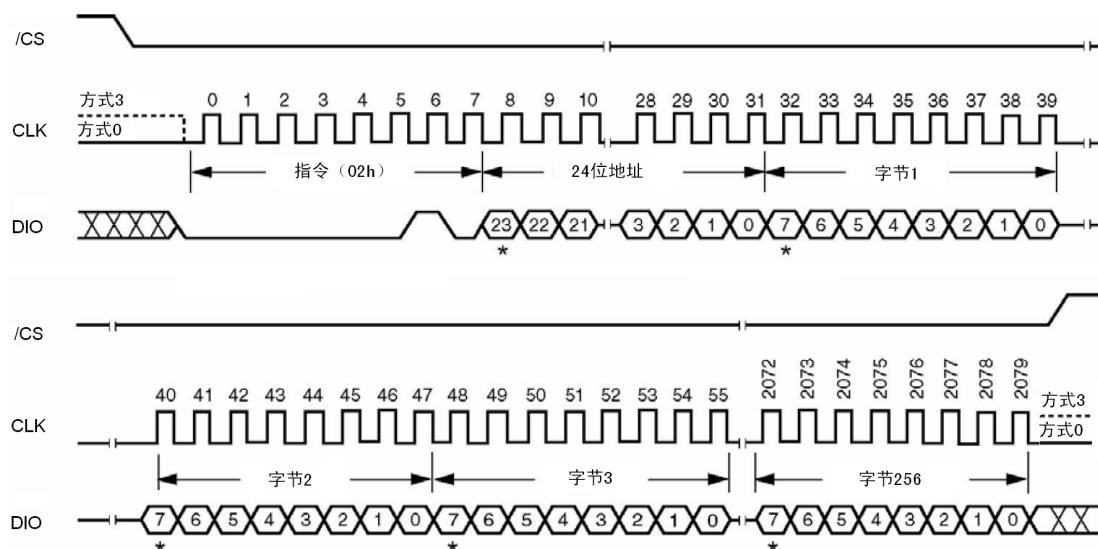 /CS
方式3
方式0
CLK
0 1 2 3 4 5 6 7 8 9 10 28 29 30 31 32 33 34 35 36 37 38 39
指令（02h） 24位地址 字节1
DIO
23 22 21 3 2 1 0 7 6 5 4 3 2 1 0
* *
/CS
40 41 42 43 44 45 46 47 48 49 50 51 52 53 54 55 2072 2073 2074 2075 2076 2077 2078 2079
方式3
CLK
方式0
字节2 字节3 字节256
DIO
7 6 5 4 3 2 1 0 7 6 5 4 3 2 1 0 7 6 5 4 3 2 1 0
* * *